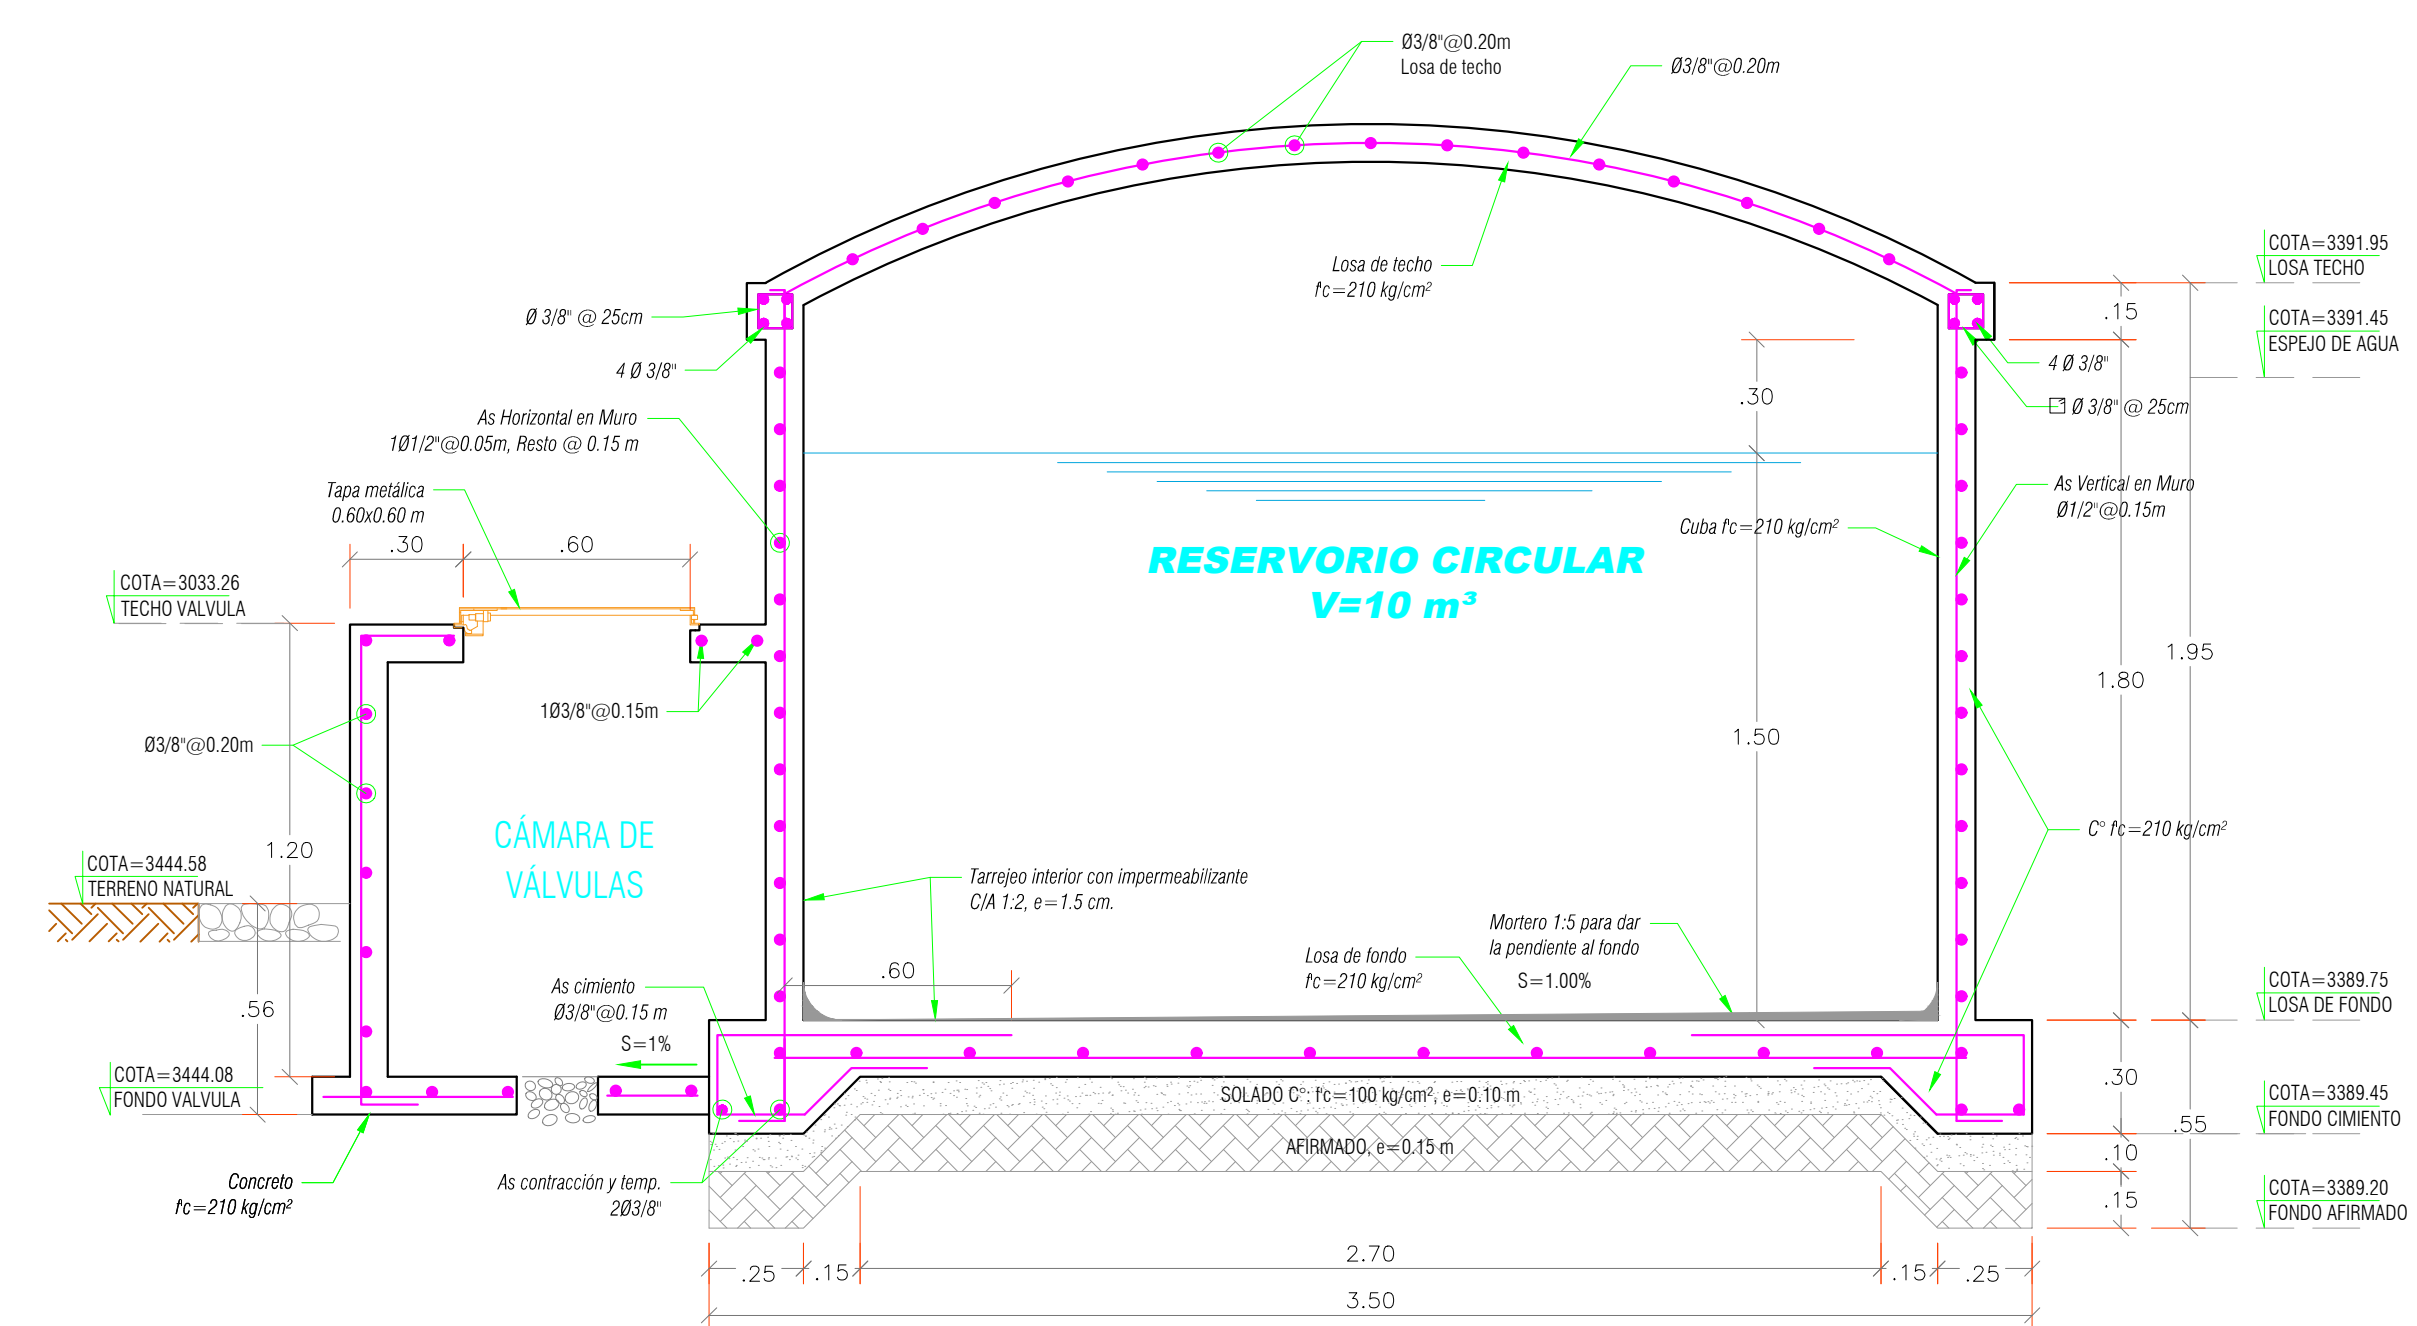 Ø3/8"@0.20m
Losa de techo
Ø3/8"@0.20m
Losa de techo
f'c=210 kg/cm²
COTA=3391.95
LOSA TECHO
.15
COTA=3391.45
ESPEJO DE AGUA
Ø 3/8" @ 25cm
4 Ø 3/8"
4 Ø 3/8"
Ø 3/8" @ 25cm
.30
As Horizontal en Muro
1Ø1/2"@0.05m, Resto @ 0.15 m
Tapa metálica
0.60x0.60 m
As Vertical en Muro
Ø1/2"@0.15m
Cuba f'c=210 kg/cm²
.30
.60
RESERVORIO CIRCULAR
V=10 m³
COTA=3033.26
TECHO VALVULA
1.95
1.80
1Ø3/8"@0.15m
Ø3/8"@0.20m
1.50
CÁMARA DE
VÁLVULAS
C° f'c=210 kg/cm²
1.20
COTA=3444.58
TERRENO NATURAL
Tarrejeo interior con impermeabilizante
C/A 1:2, e=1.5 cm.
Mortero 1:5 para dar
la pendiente al fondo
S=1.00%
Losa de fondo
f'c=210 kg/cm²
.60
As cimiento
Ø3/8"@0.15 m
S=1%
COTA=3389.75
LOSA DE FONDO
.56
COTA=3444.08
FONDO VALVULA
.30
SOLADO C°: f'c=100 kg/cm², e=0.10 m
COTA=3389.45
FONDO CIMIENTO
.55
AFIRMADO, e=0.15 m
.10
Concreto
f'c=210 kg/cm²
As contracción y temp.
2Ø3/8"
.15
COTA=3389.20
FONDO AFIRMADO
.25
.15
2.70
.15
.25
3.50